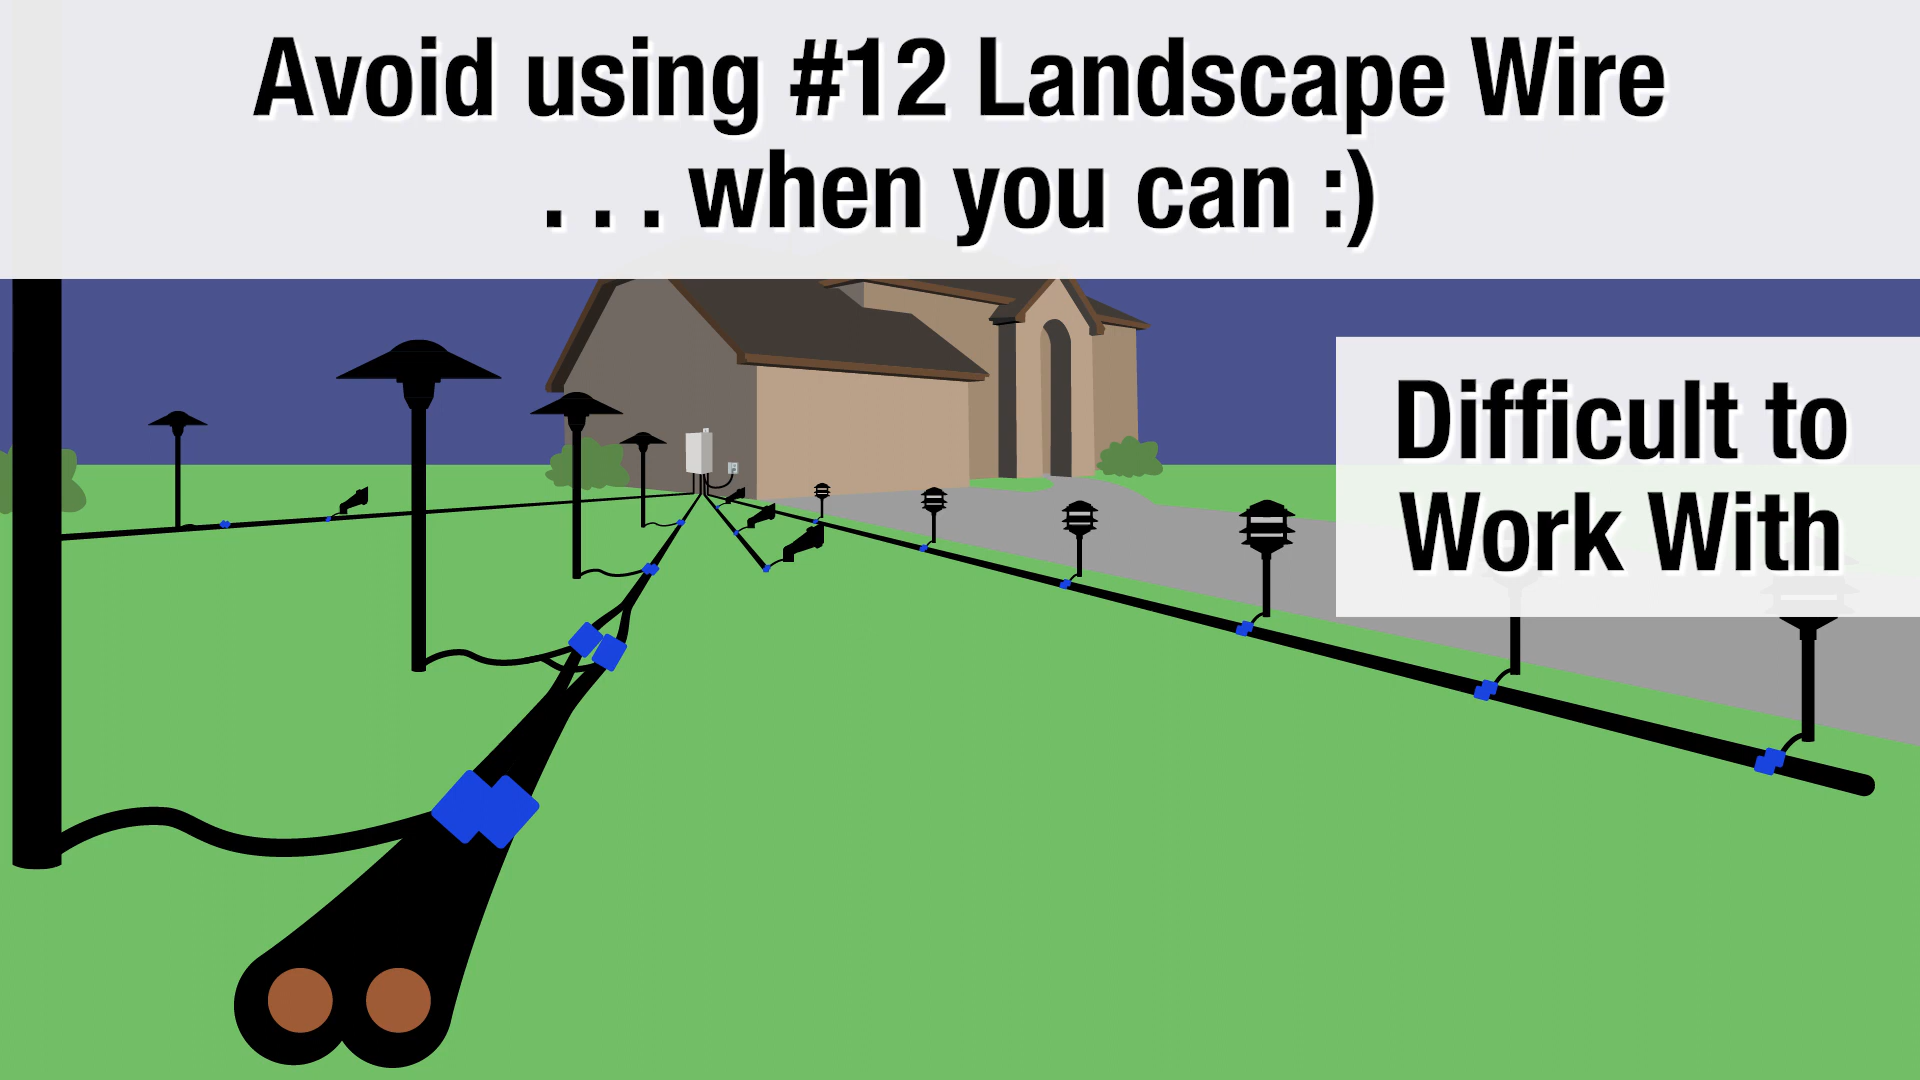 Avoid using #12 Landscape Wire
. . . when you can :)
Difficult to
Work With